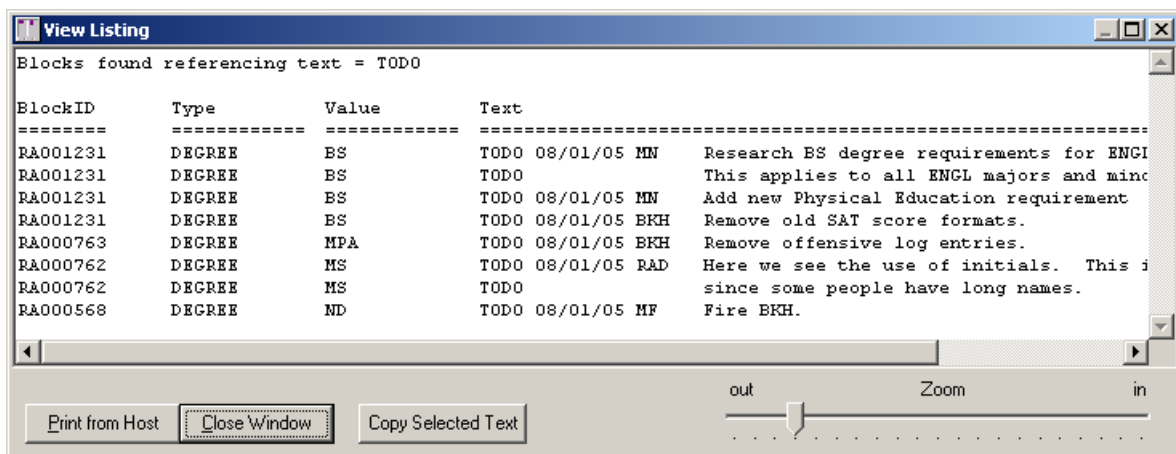 View Listing
Blocks found referencing text = TODO
BlockID Type Value Text
======== ============ ============ ============================================================
RA001231 DEGREE BS TODO 08/01/05 MN Research BS degree requirements for ENGL
RA001231 DEGREE BS TODO This applies to all ENGL majors and mino
RA001231 DEGREE BS TODO 08/01/05 MN Add new Physical Education requirement
RA001231 DEGREE BS TODO 08/01/05 BKH Remove old SAT score formats.
RA000763 DEGREE MPA TODO 08/01/05 BKH Remove offensive log entries.
RA000762 DEGREE MS TODO 08/01/05 RAD Here we see the use of initials. This i
RA000762 DEGREE MS TODO since some people have long names.
RA000568 DEGREE ND TODO 08/01/05 MF Fire BKH.
out Zoom in
Print from Host Close Window Copy Selected Text